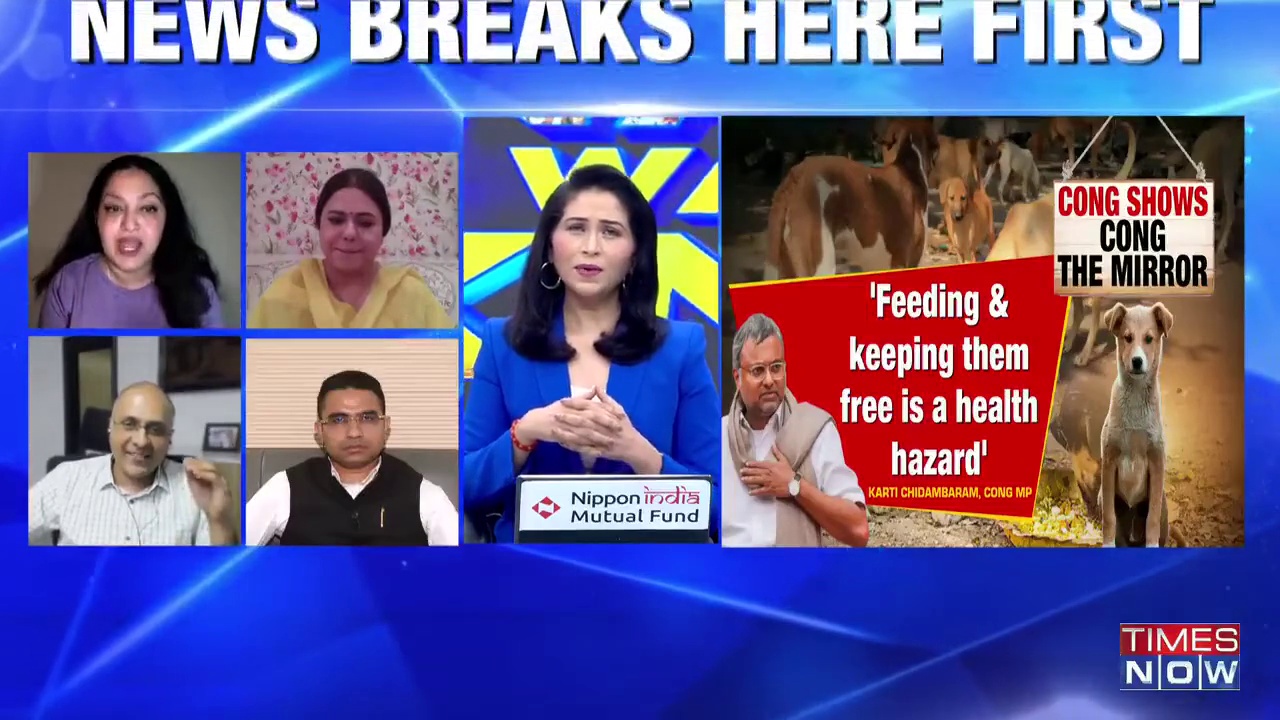 NEWS BREAKS HERE FIRST
CONG SHOWS
CONG
THE MIRROR
'Feeding &
keeping them
free is a health
hazard'
KARTI CHIDAMBARAM, CONG MP
Nippon india
Mutual Fund
TIMES
NOW